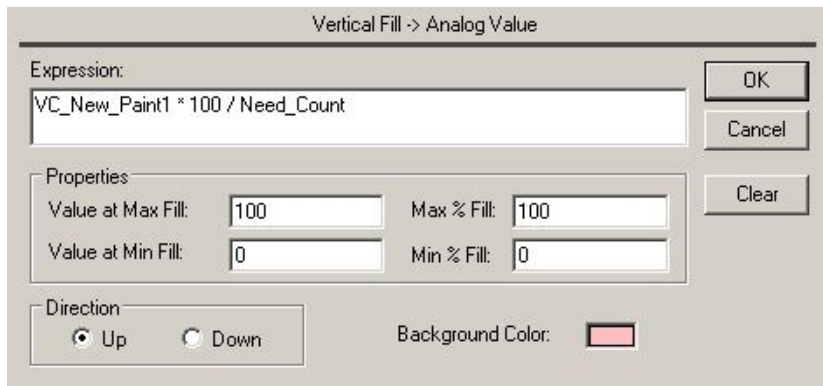 Vertical Fill -> Analog Value
Expression:
VC_New_Paint1 * 100 / Need_Count
OK
Cancel
Clear
Properties
Value at Max Fill: 100 Max % Fill: 100
Value at Min Fill: 0 Min % Fill: 0
Direction
Up Down
Background Color: